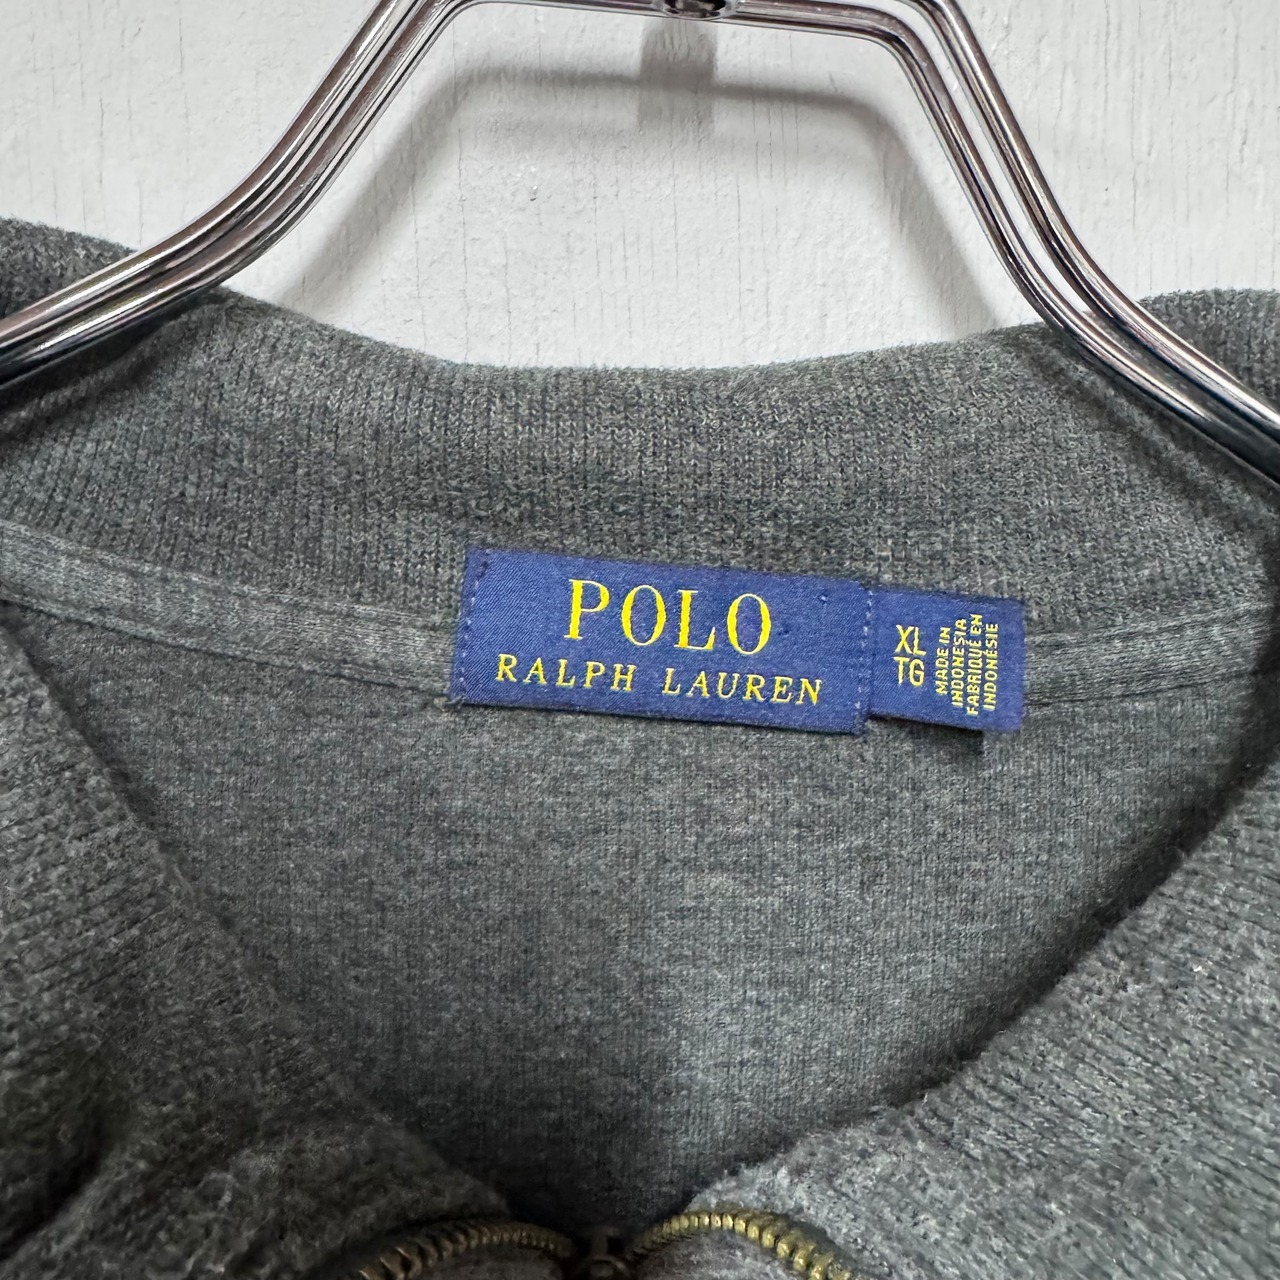 POLO
RALPH LAUREN
XL
TG
MADE IN
INDONESIA
FABRIQUÉ EN
INDONÉSIE